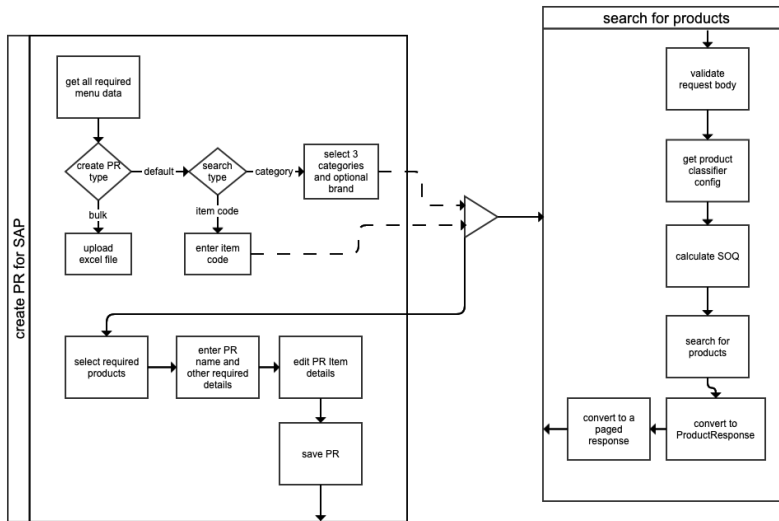 search for products
get all required
menu data
validate
request body
create PR
type
default
search
type
category
select 3
categories
and optional
brand
get product
classifier
config
bulk
item code
upload
excel file
enter item
code
calculate SOQ
create PR for SAP
select required
products
enter PR
name and
other required
details
edit PR Item
details
search for
products
save PR
convert to a
paged
response
convert to
ProductResponse